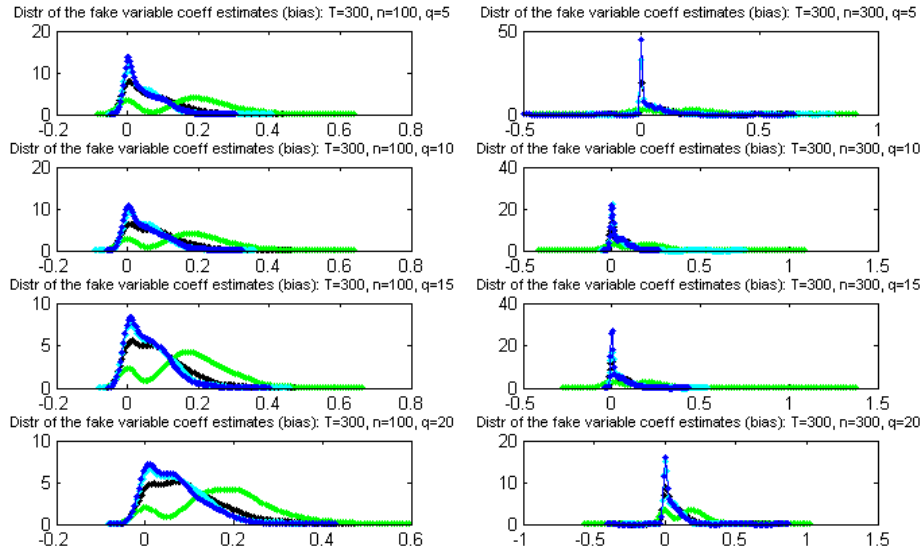 Distr of the fake variable coeff estimates (bias): T=300, n=100, q=5
20
10
0
-0.2 0 0.2 0.4 0.6 0.8
Distr of the fake variable coeff estimates (bias): T=300, n=300, q=5
50
0
-0.5 0 0.5 1
Distr of the fake variable coeff estimates (bias): T=300, n=100, q=10
20
10
0
-0.2 0 0.2 0.4 0.6 0.8
Distr of the fake variable coeff estimates (bias): T=300, n=300, q=10
40
20
0
-0.5 0 0.5 1 1.5
Distr of the fake variable coeff estimates (bias): T=300, n=100, q=15
10
5
0
-0.2 0 0.2 0.4 0.6 0.8
Distr of the fake variable coeff estimates (bias): T=300, n=300, q=15
40
20
0
-0.5 0 0.5 1 1.5
Distr of the fake variable coeff estimates (bias): T=300, n=100, q=20
10
5
0
-0.2 0 0.2 0.4 0.6
Distr of the fake variable coeff estimates (bias): T=300, n=300, q=20
20
10
0
-1 -0.5 0 0.5 1 1.5